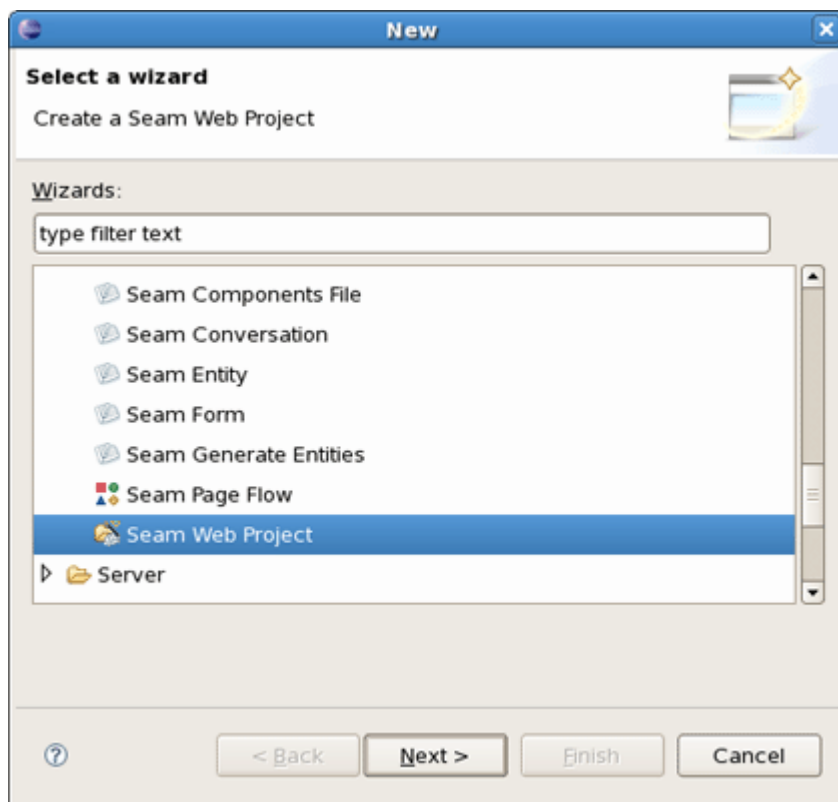 New
Select a wizard
Create a Seam Web Project
Wizards:
type filter text
Seam Components File
Seam Conversation
Seam Entity
Seam Form
Seam Generate Entities
Seam Page Flow
Seam Web Project
Server
? < Back Next > Finish Cancel